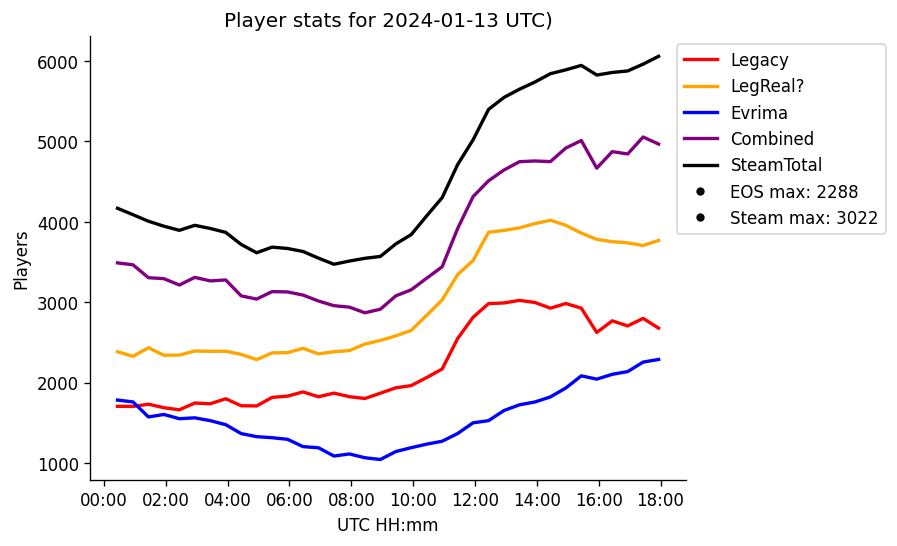 Player stats for 2024-01-13 UTC)
6000
5000
4000
3000
2000
1000
Players
00:00 02:00 04:00 06:00 08:00 10:00 12:00 14:00 16:00 18:00
UTC HH:mm
Legacy
LegReal?
Evrima
Combined
SteamTotal
EOS max: 2288
Steam max: 3022